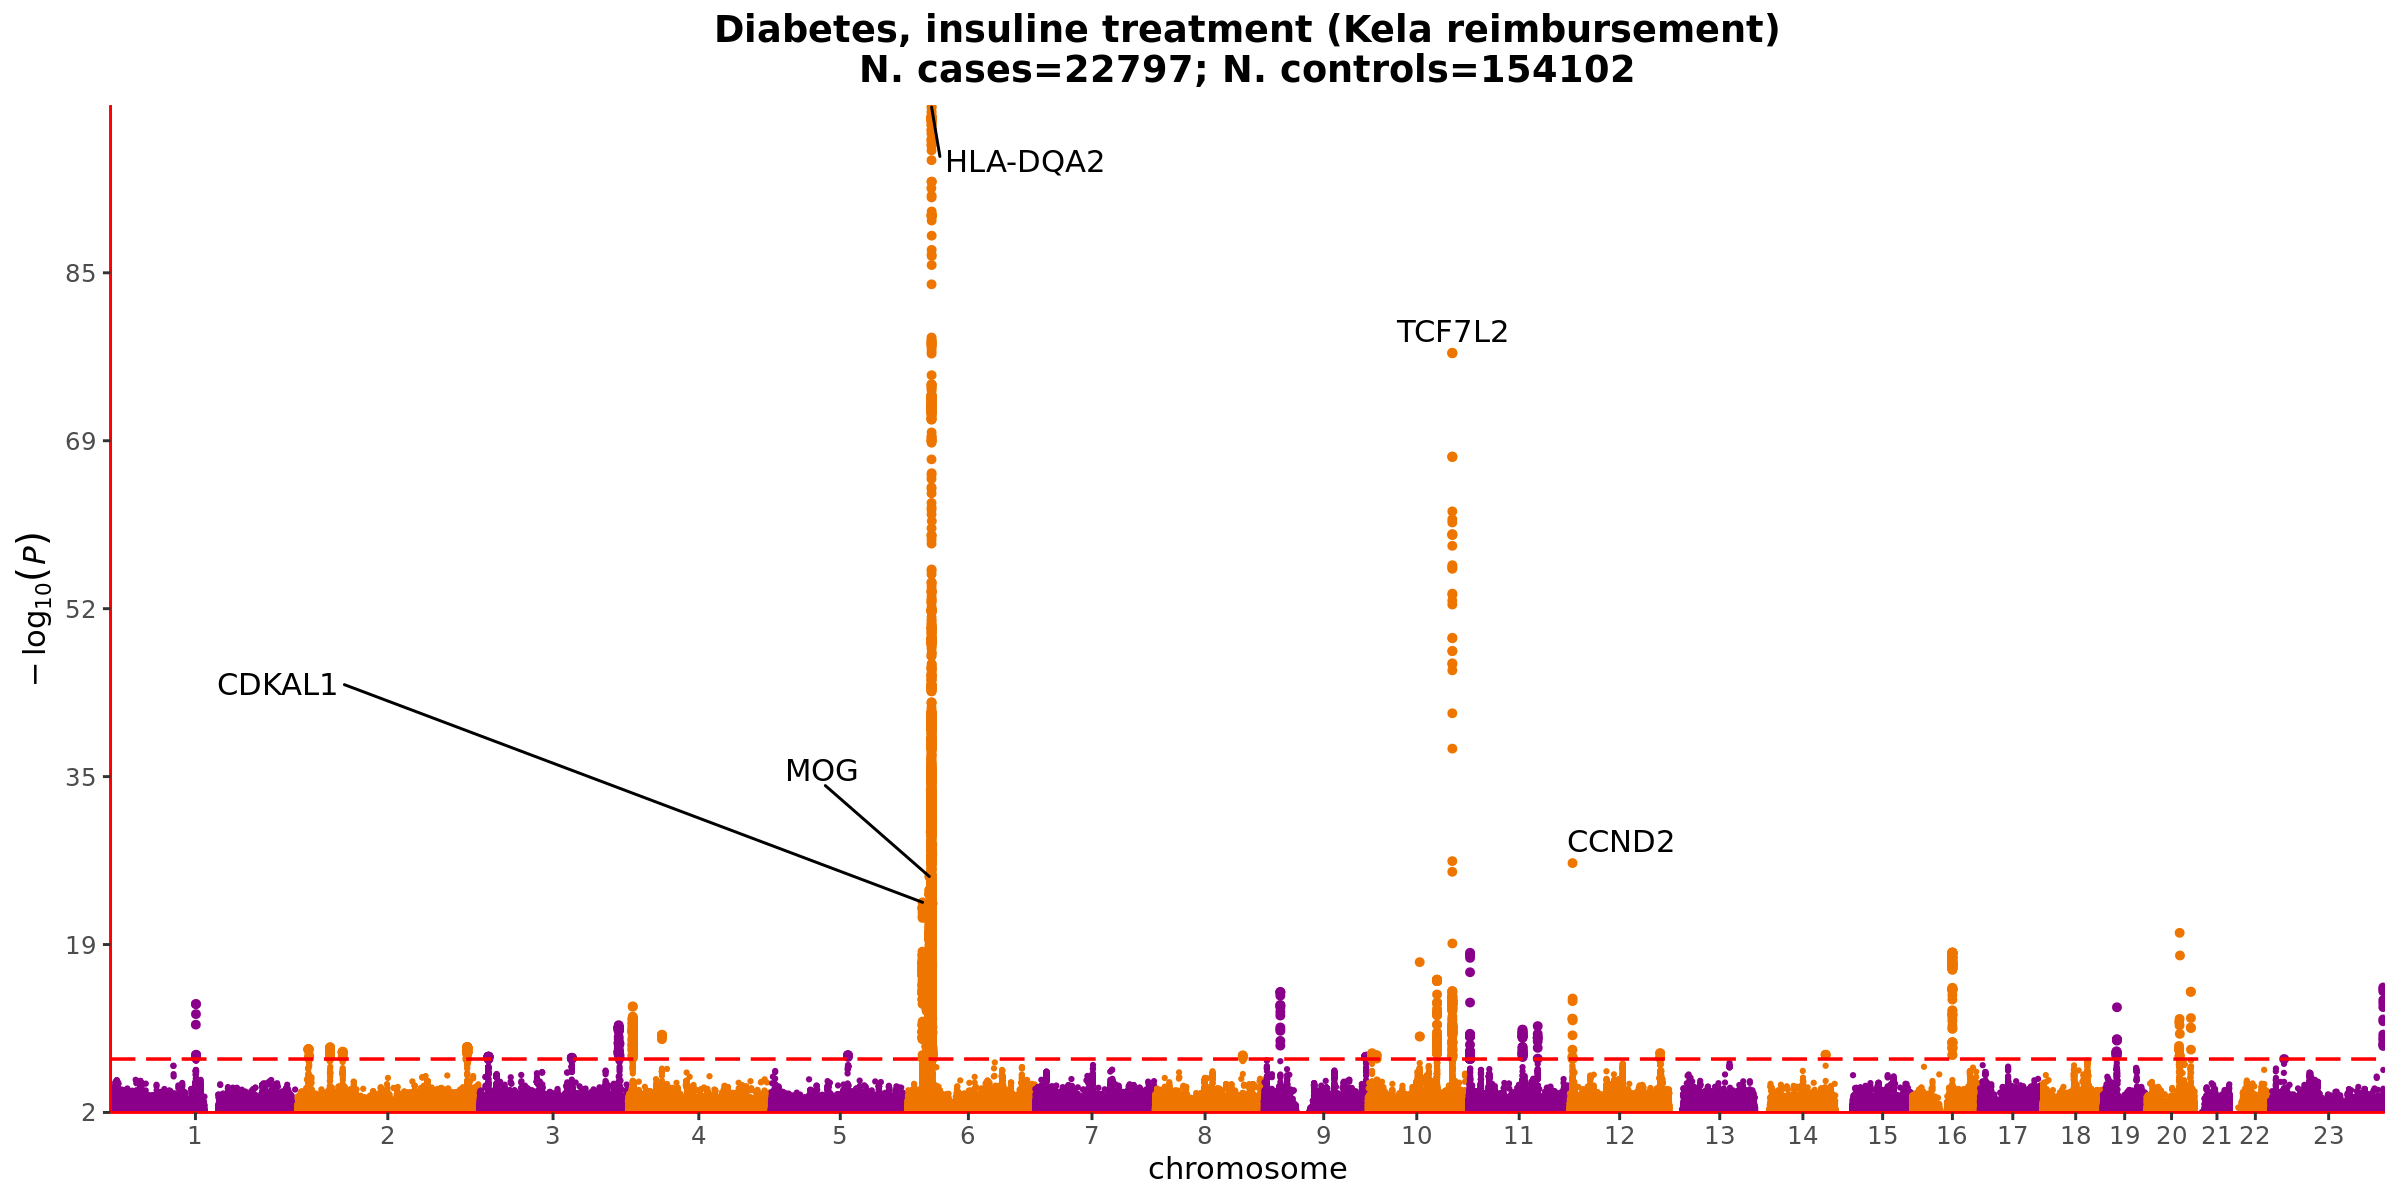 Diabetes, insuline treatment (Kela reimbursement)
N. cases=22797; N. controls=154102
HLA-DQA2
85
TCF7L2
69
− log₁₀(P)
52
CDKAL1
MOG
35
CCND2
19
2
1 2 3 4 5 6 7 8 9 10 11 12 13 14 15 16 17 18 19 20 21 22 23
chromosome